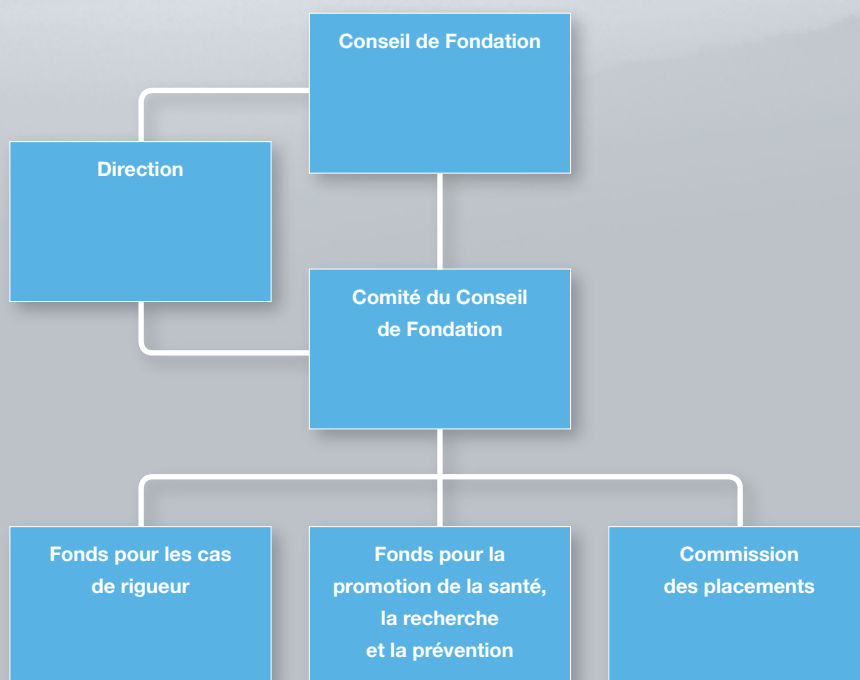 Conseil de Fondation
Direction
Comité du Conseil
de Fondation
Fonds pour les cas
de rigueur
Fonds pour la
promotion de la santé,
la recherche
et la prévention
Commission
des placements